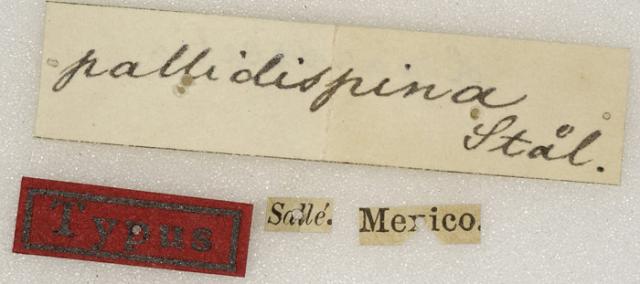 pallidispina
Stål.
Typus
Sallé.
Mexico.